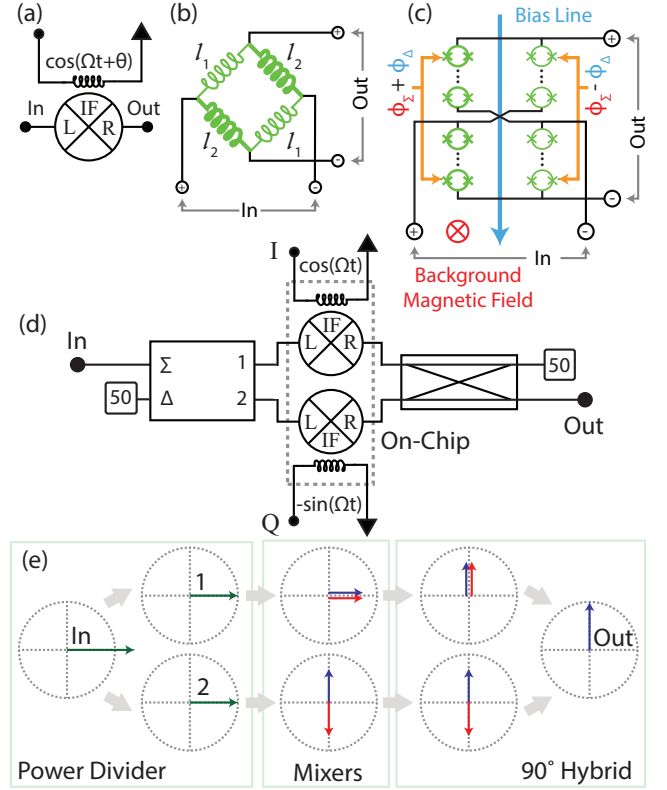 (a)
cos(Ωt+θ)
In
IF
L
R
Out
(b)
l1
l2
l2
l1
+
-
In
+
-
Out
(c)
Bias Line
ϕΣ + ϕΔ
ϕΣ - ϕΔ
+
-
Out
+
-
In
Background
Magnetic Field
(d)
I
cos(Ωt)
In
Σ
1
50
Δ
2
IF
L
R
L
R
IF
50
On-Chip
Out
-sin(Ωt)
Q
(e)
In
1
2
Out
Power Divider
Mixers
90° Hybrid